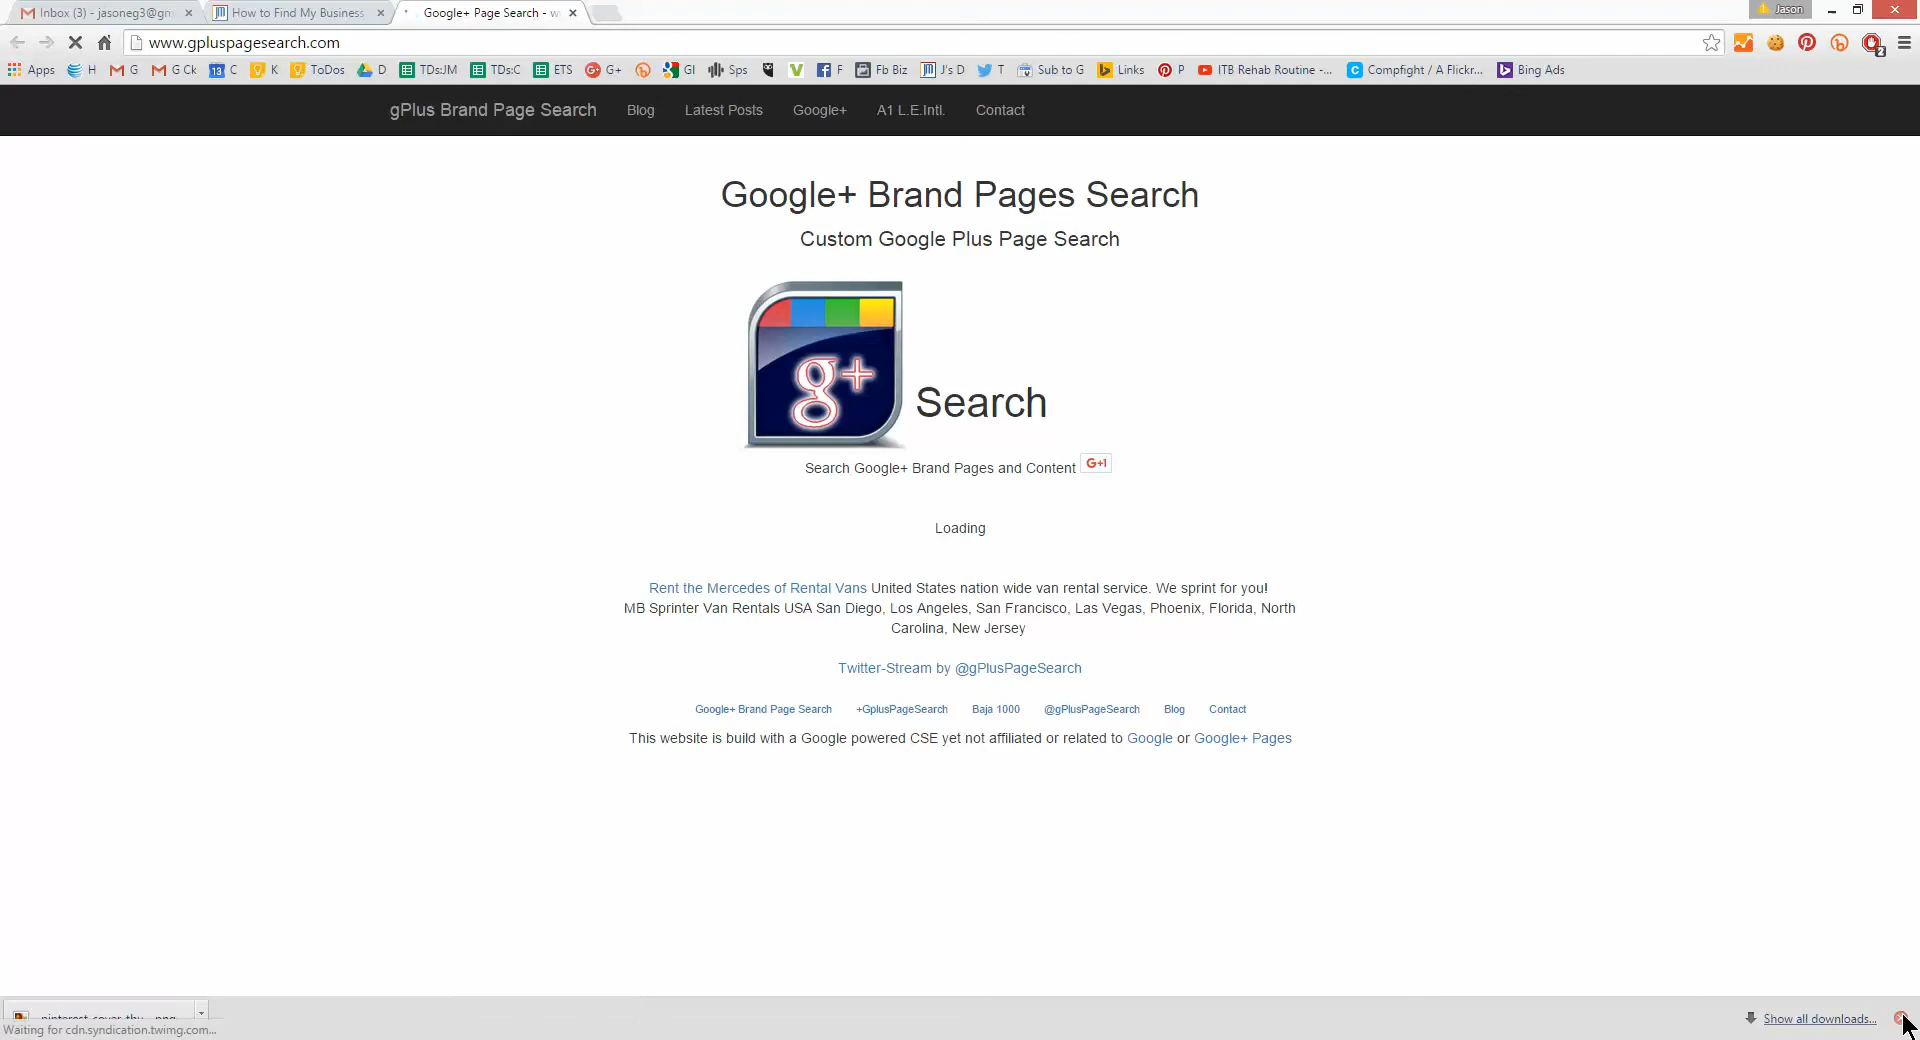 Inbox (3) - jasoneg3@gm
How to Find My Business
Google+ Page Search - w
Jason
www.gpluspagesearch.com
2
Apps H G G Ck 13 C K ToDos D TDs:JM TDs:C ETS G+ GI Sps V F Fb Biz J's D T Sub to G Links P ITB Rehab Routine -... Compfight / A Flickr... Bing Ads
gPlus Brand Page Search Blog Latest Posts Google+ A1 L.E.Intl. Contact
Google+ Brand Pages Search
Custom Google Plus Page Search
g+ Search
Search Google+ Brand Pages and Content G+1
Loading
Rent the Mercedes of Rental Vans United States nation wide van rental service. We sprint for you!
MB Sprinter Van Rentals USA San Diego, Los Angeles, San Francisco, Las Vegas, Phoenix, Florida, North
Carolina, New Jersey
Twitter-Stream by @gPlusPageSearch
Google+ Brand Page Search +GplusPageSearch Baja 1000 @gPlusPageSearch Blog Contact
This website is build with a Google powered CSE yet not affiliated or related to Google or Google+ Pages
pinterest-cover-thu....png
Show all downloads...
Waiting for cdn.syndication.twimg.com...